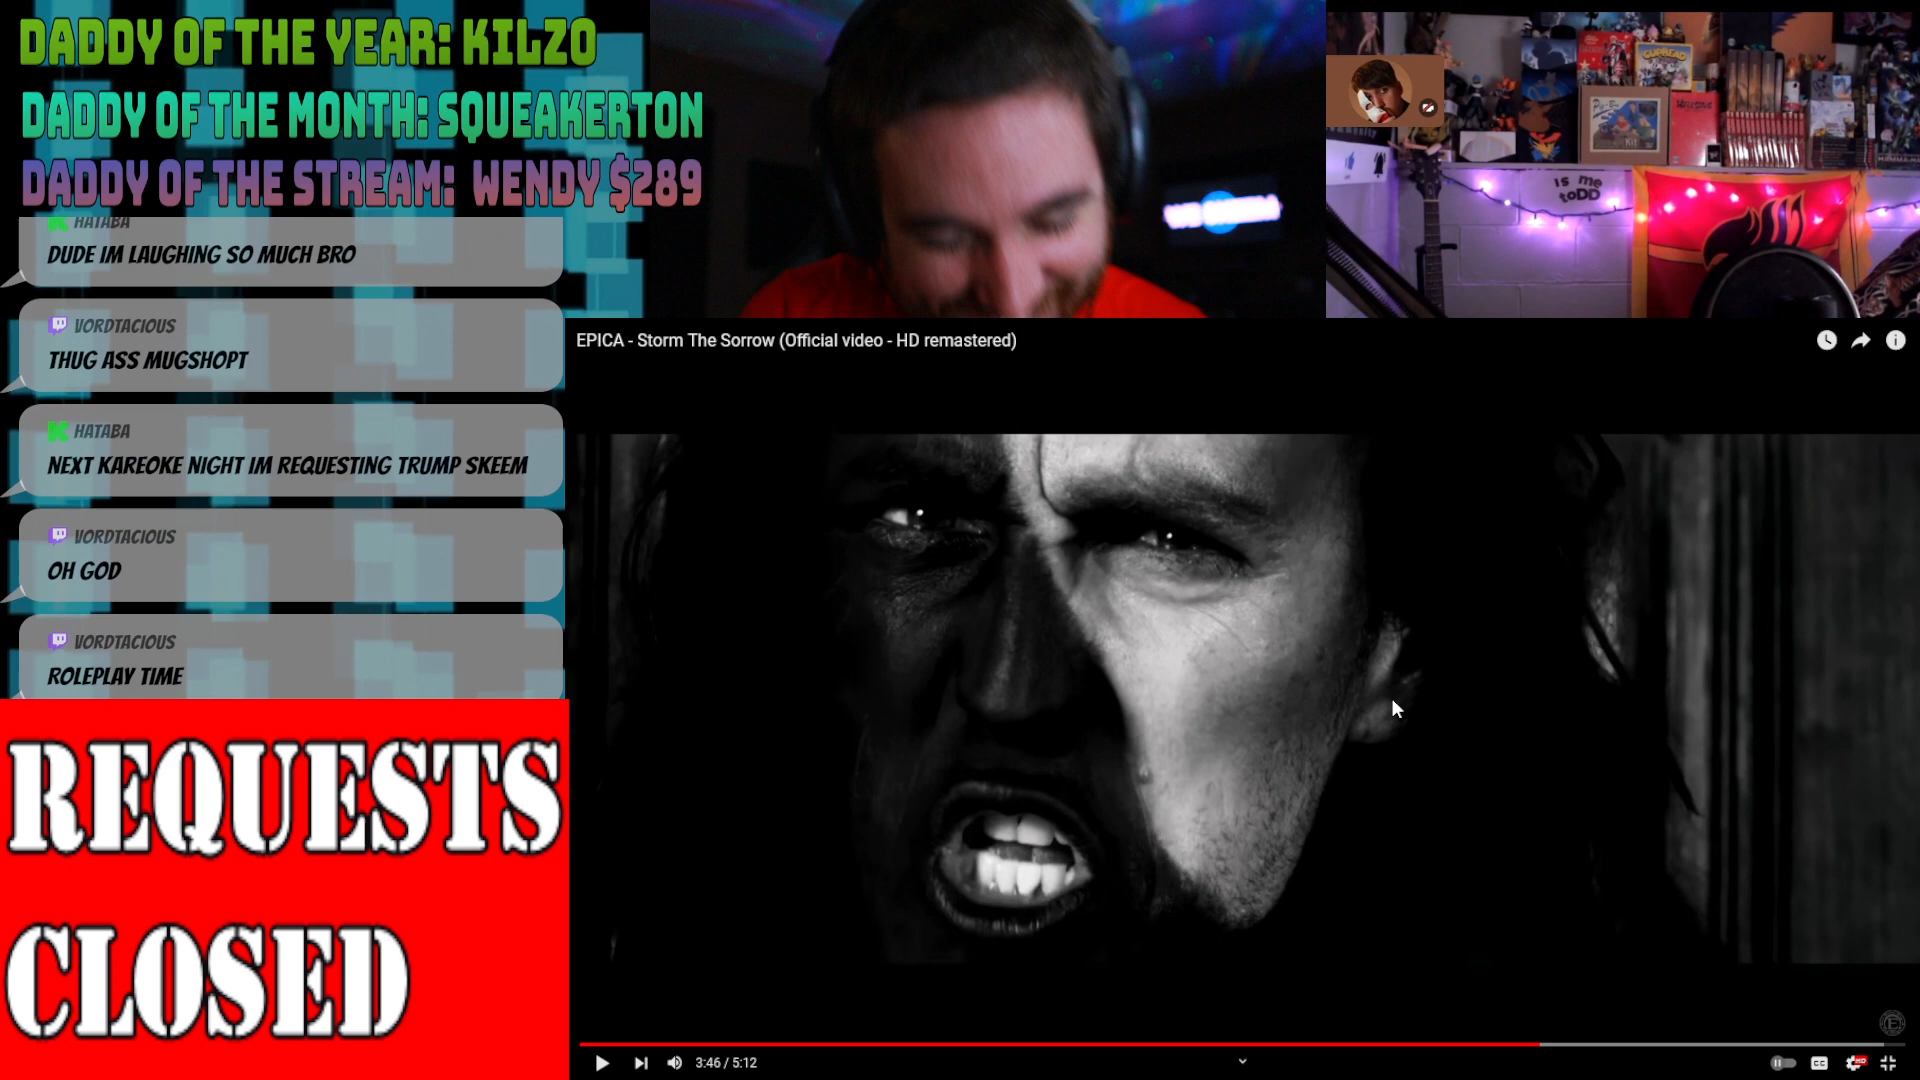 DADDY OF THE YEAR: KILZO
DADDY OF THE MONTH: SQUEAKERTON
DADDY OF THE STREAM: WENDY $289
HATABA
DUDE IM LAUGHING SO MUCH BRO
VORDTACIOUS
THUG ASS MUGSHOPT
HATABA
NEXT KAREOKE NIGHT IM REQUESTING TRUMP SKEEM
VORDTACIOUS
OH GOD
VORDTACIOUS
ROLEPLAY TIME
REQUESTS
CLOSED
CUPHEAD
is me
toDD
EPICA - Storm The Sorrow (Official video - HD remastered)
3:46 / 5:12
CC
HD